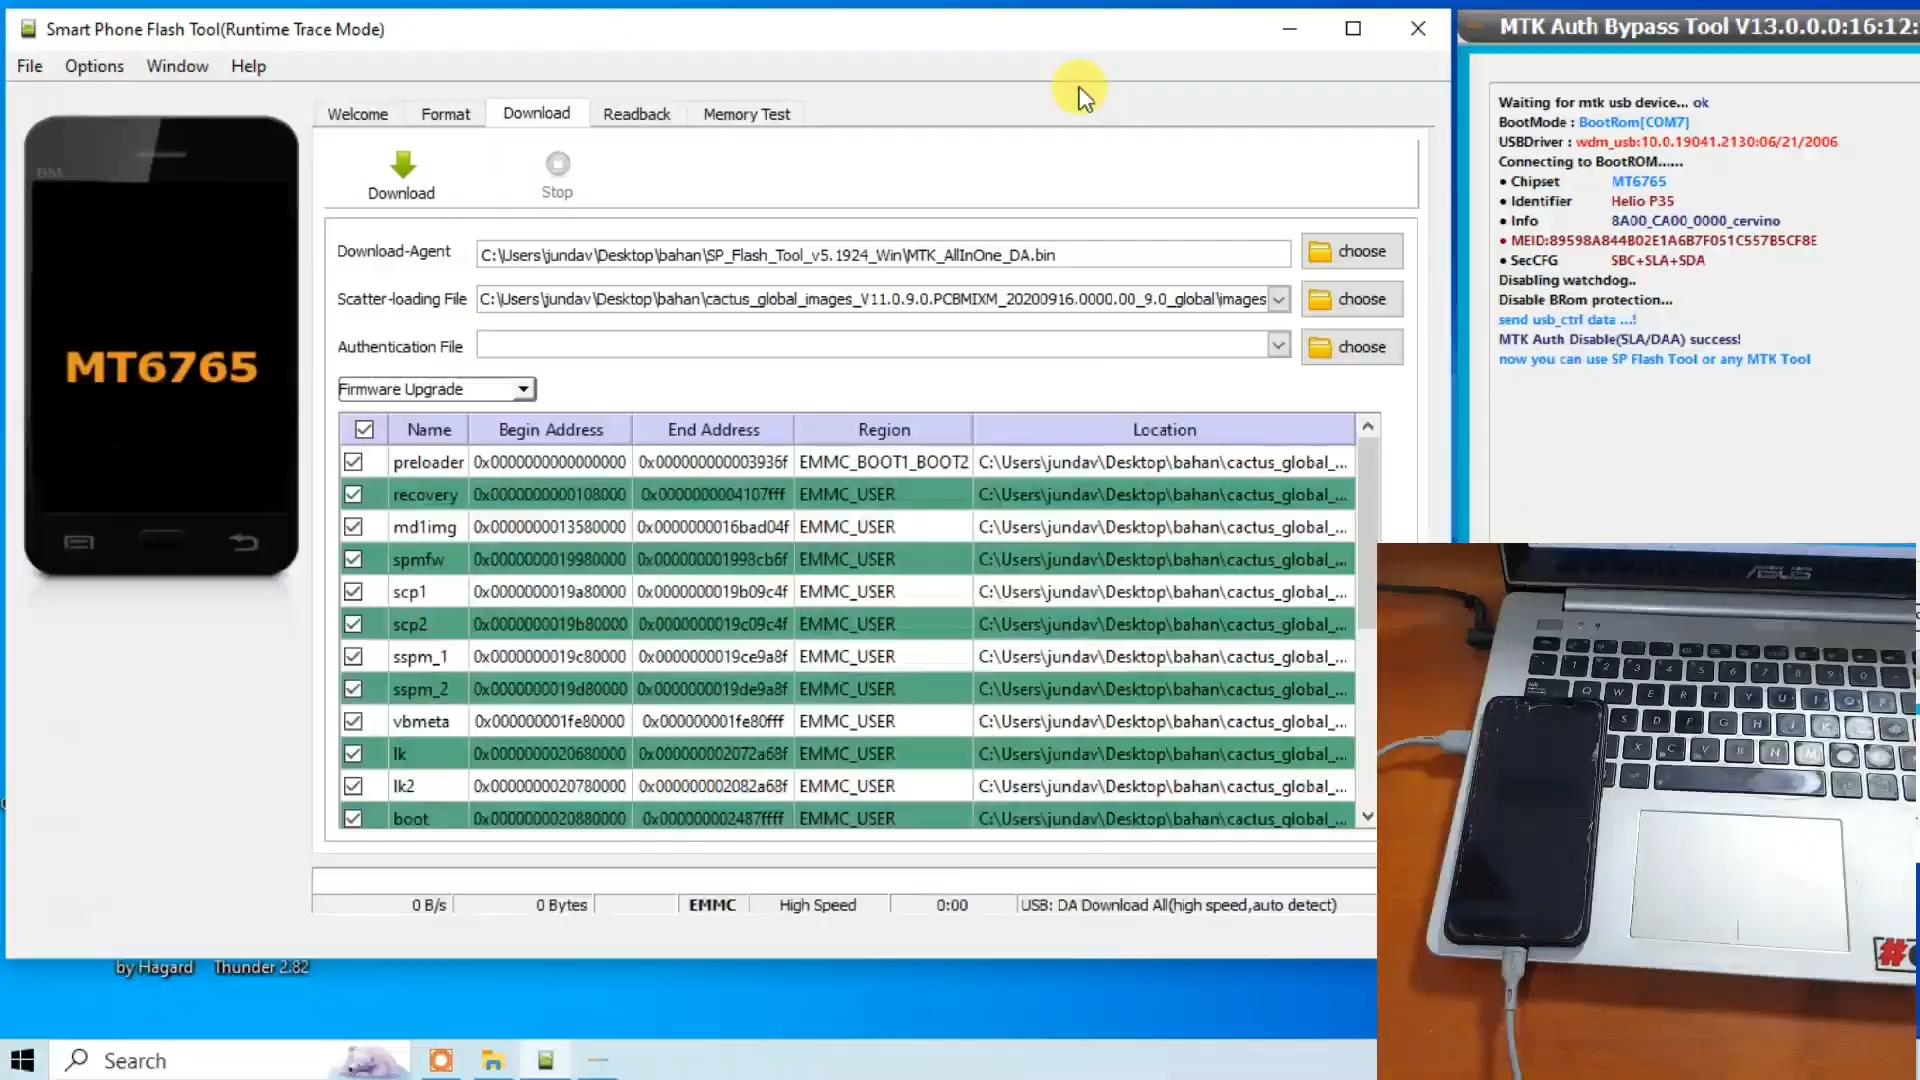 Smart Phone Flash Tool(Runtime Trace Mode)
File Options Window Help
BM
MT6765
Welcome Format Download Readback Memory Test
Download Stop
Download-Agent C:\Users\jundav\Desktop\bahan\SP_Flash_Tool_v5.1924_Win\MTK_AllInOne_DA.bin choose
Scatter-loading File C:\Users\jundav\Desktop\bahan\cactus_global_images_V11.0.9.0.PCBMIXM_20200916.0000.00_9.0_global\images choose
Authentication File choose
Firmware Upgrade
Name Begin Address End Address Region Location
preloader 0x0000000000000000 0x000000000003936f EMMC_BOOT1_BOOT2 C:\Users\jundav\Desktop\bahan\cactus_global_...
recovery 0x0000000000108000 0x0000000004107fff EMMC_USER C:\Users\jundav\Desktop\bahan\cactus_global_...
md1img 0x0000000013580000 0x0000000016bad04f EMMC_USER C:\Users\jundav\Desktop\bahan\cactus_global_...
spmfw 0x0000000019980000 0x000000001998cb6f EMMC_USER C:\Users\jundav\Desktop\bahan\cactus_global_...
scp1 0x0000000019a80000 0x0000000019b09c4f EMMC_USER C:\Users\jundav\Desktop\bahan\cactus_global_...
scp2 0x0000000019b80000 0x0000000019c09c4f EMMC_USER C:\Users\jundav\Desktop\bahan\cactus_global_...
sspm_1 0x0000000019c80000 0x0000000019ce9a8f EMMC_USER C:\Users\jundav\Desktop\bahan\cactus_global_...
sspm_2 0x0000000019d80000 0x0000000019de9a8f EMMC_USER C:\Users\jundav\Desktop\bahan\cactus_global_...
vbmeta 0x000000001fe80000 0x000000001fe80fff EMMC_USER C:\Users\jundav\Desktop\bahan\cactus_global_...
lk 0x0000000020680000 0x000000002072a68f EMMC_USER C:\Users\jundav\Desktop\bahan\cactus_global_...
lk2 0x0000000020780000 0x000000002082a68f EMMC_USER C:\Users\jundav\Desktop\bahan\cactus_global_...
boot 0x0000000020880000 0x000000002487ffff EMMC_USER C:\Users\jundav\Desktop\bahan\cactus_global_...
0 B/s 0 Bytes EMMC High Speed 0:00 USB: DA Download All(high speed,auto detect)
by Hagard Thunder 2.82
Search
MTK Auth Bypass Tool V13.0.0.0:16:12:
Waiting for mtk usb device... ok
BootMode : BootRom[COM7]
USBDriver : wdm_usb:10.0.19041.2130:06/21/2006
Connecting to BootROM......
• Chipset MT6765
• Identifier Helio P35
• Info 8A00_CA00_0000_cervino
• MEID:89598A844B02E1A6B7F051C557B5CF8E
• SecCFG SBC+SLA+SDA
Disabling watchdog..
Disable BRom protection...
send usb_ctrl data ...!
MTK Auth Disable(SLA/DAA) success!
now you can use SP Flash Tool or any MTK Tool
ASUS